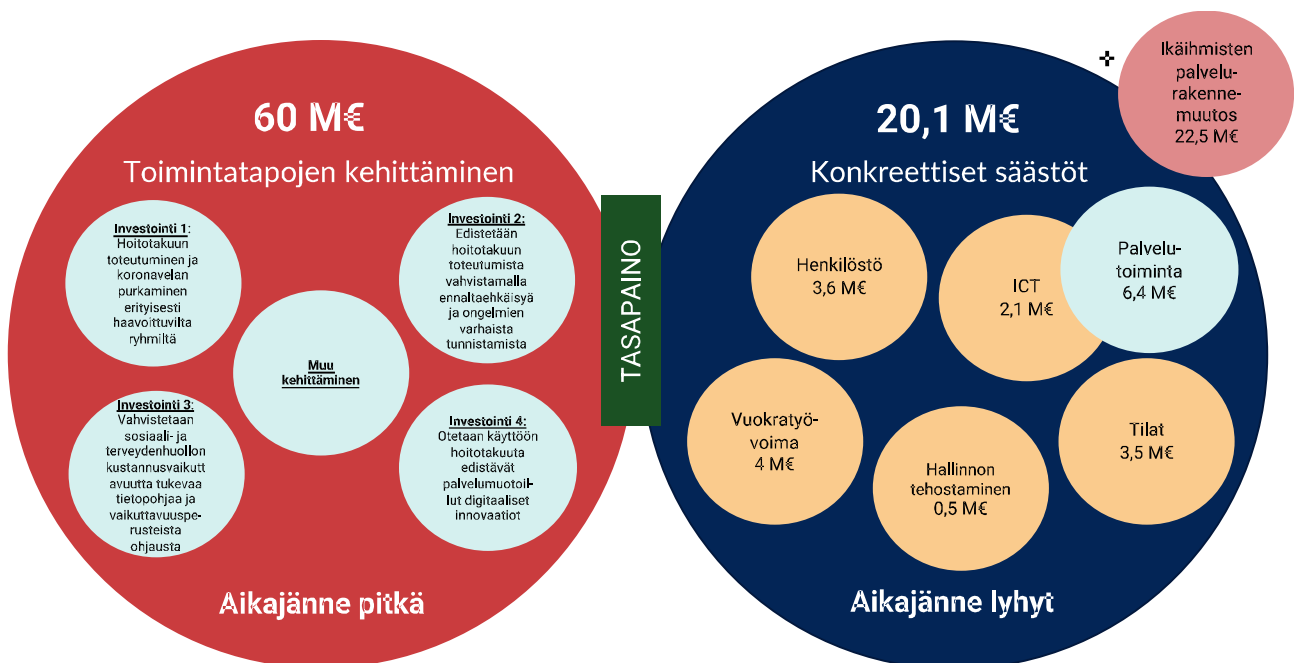 60 M€
Toimintatapojen kehittäminen
Investointi 1:
Hoitotakuun
toteutuminen ja
koronavelan
purkaminen
erityisesti
haavoittuvilta
ryhmiltä
Investointi 2:
Edistetään
hoitotakuun
toteutumista
vahvistamalla
ennaltaehkäisyä
ja ongelmien
varhaista
tunnistamista
Muu
kehittäminen
Investointi 3:
Vahvistetaan
sosiaali- ja
terveydenhuollon
kustannusvaikutt
avuutta tukevaa
tietopohjaa ja
vaikuttavuuspe-
rusteista
ohjausta
Investointi 4:
Otetaan käyttöön
hoitotakuuta
edistävät
palvelumuotoil-
lut digitaaliset
innovaatiot
Aikajänne pitkä
TASAPAINO
20,1 M€
Konkreettiset säästöt
+
Ikäihmisten
palvelu-
rakenne-
muutos
22,5 M€
Henkilöstö
3,6 M€
ICT
2,1 M€
Palvelu-
toiminta
6,4 M€
Vuokratyö-
voima
4 M€
Hallinnon
tehostaminen
0,5 M€
Tilat
3,5 M€
Aikajänne lyhyt